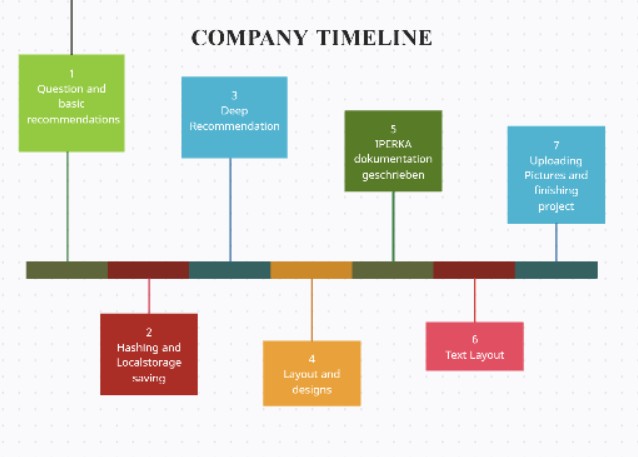 COMPANY TIMELINE
1
Question and
basic
recommendations
3
Deep
Recommendation
5
IPERKA
dokumentation
geschrieben
7
Uploading
Pictures and
finishing
project
2
Hashing and
Localstorage
saving
4
Layout and
designs
6
Text Layout